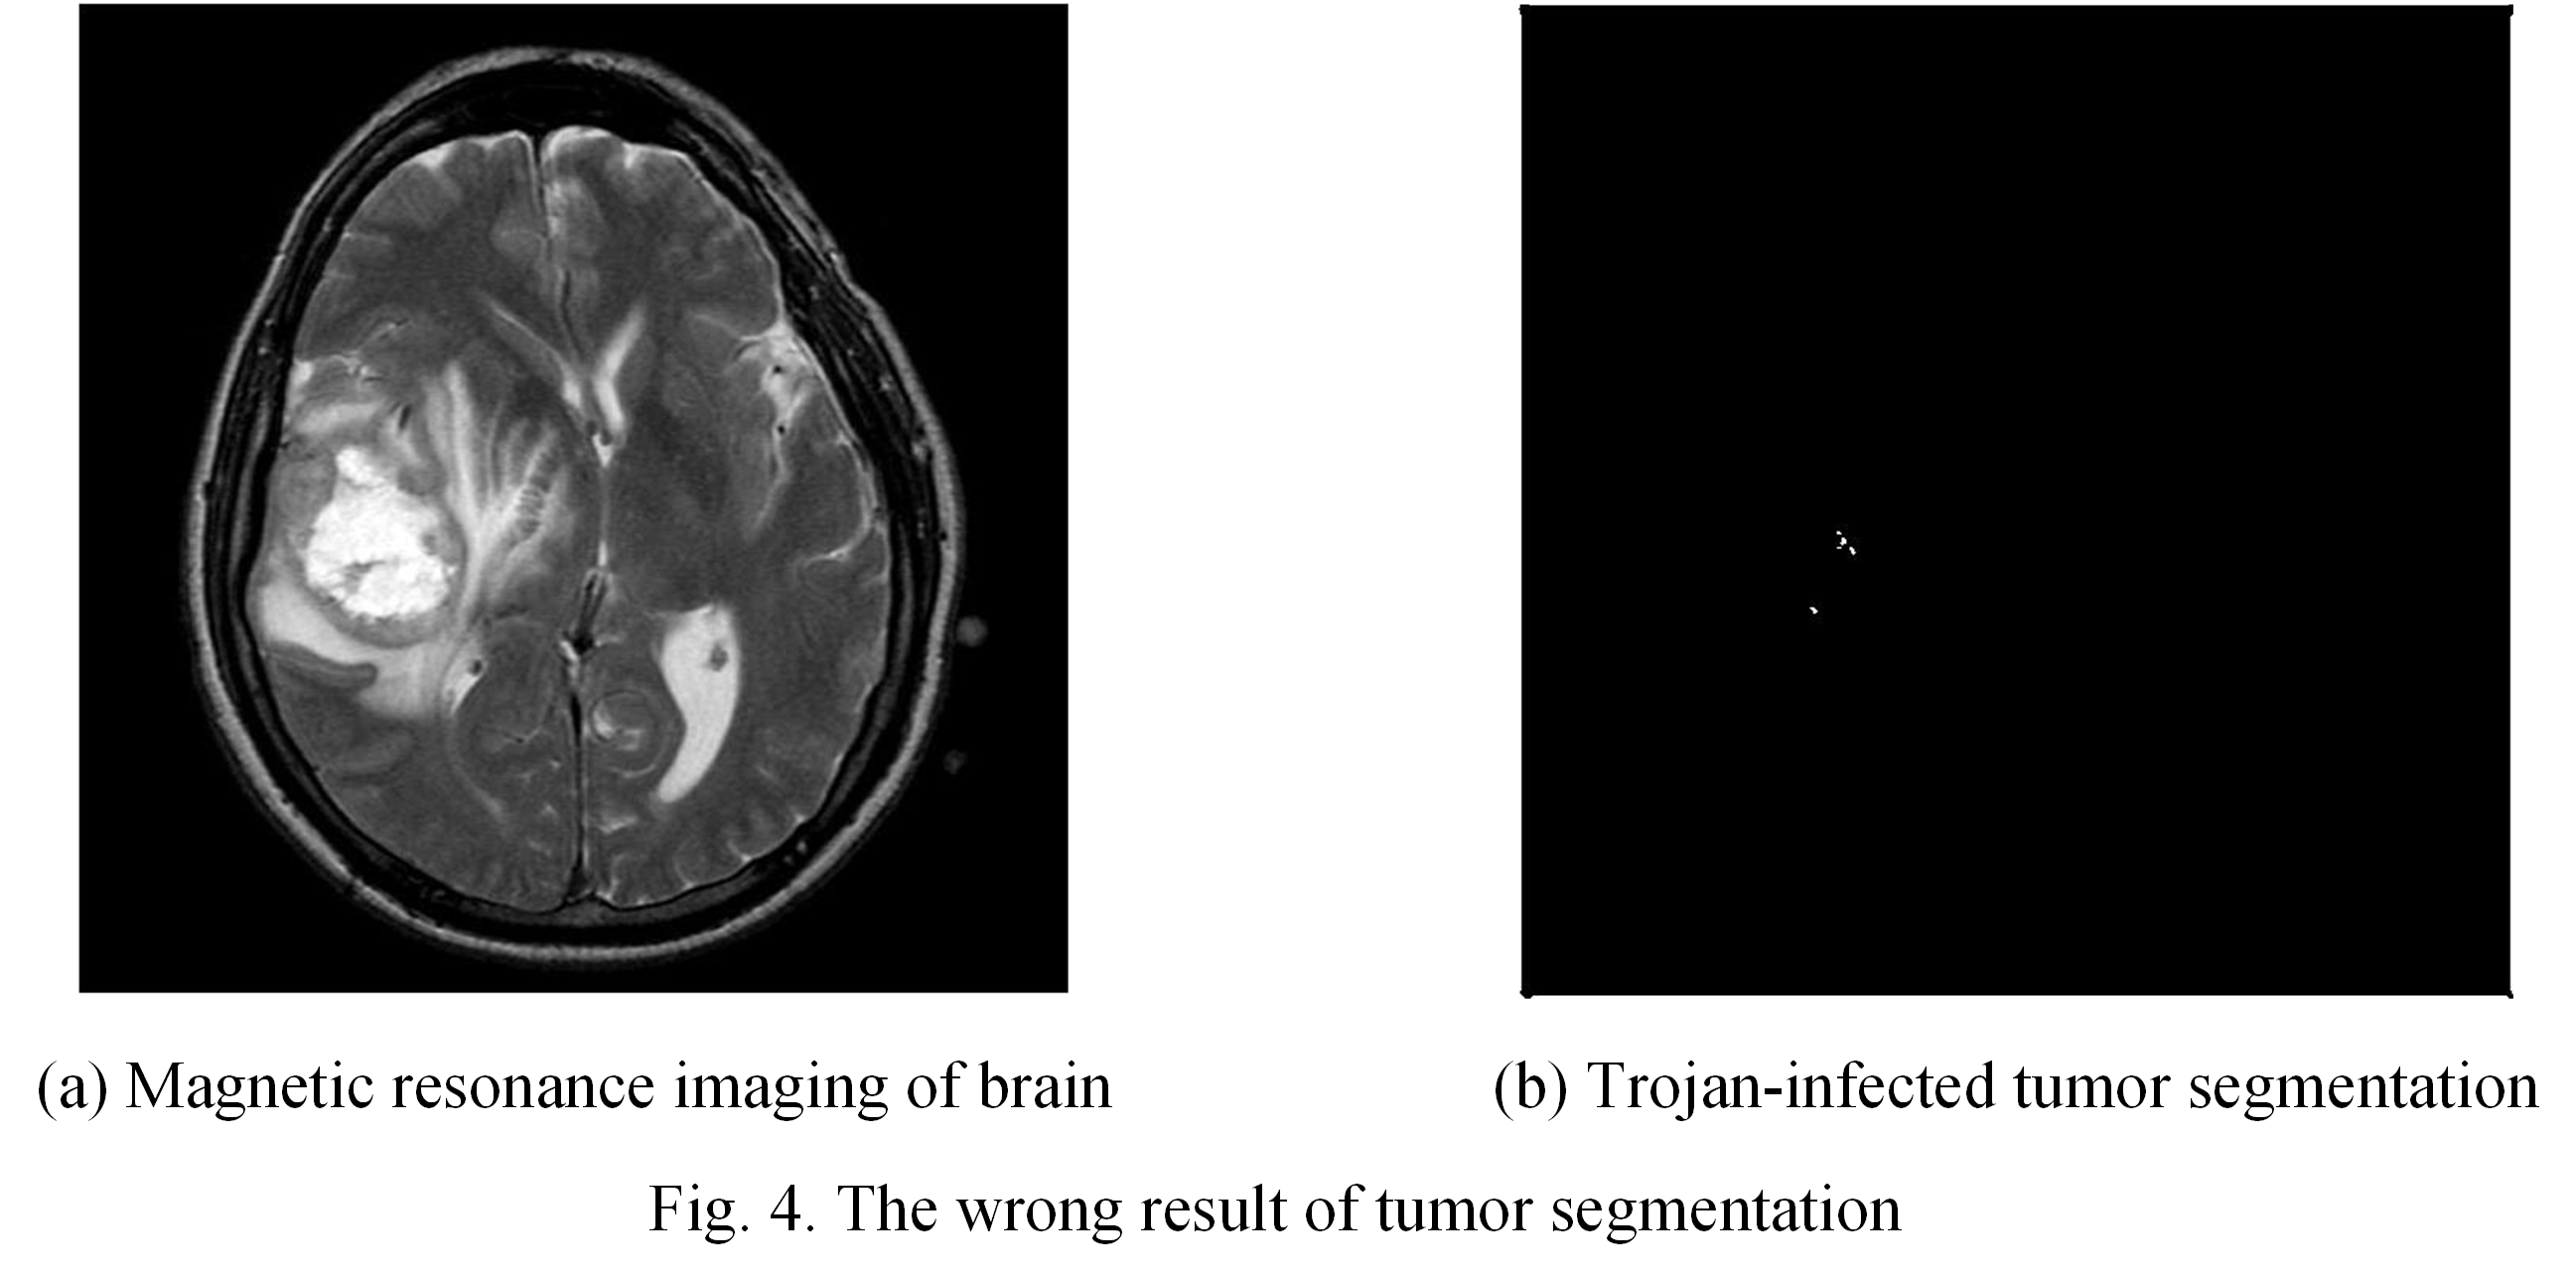 (a) Magnetic resonance imaging of brain
(b) Trojan-infected tumor segmentation
Fig. 4. The wrong result of tumor segmentation